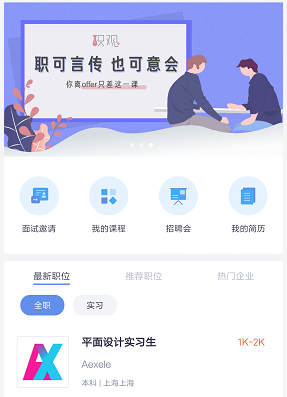 职观
职可言传 也可意会
你离offer只差这一课
面试邀请 我的课程 招聘会 我的简历
最新职位 推荐职位 热门企业
全职 实习
平面设计实习生 1K-2K
Aexele
本科 | 上海上海